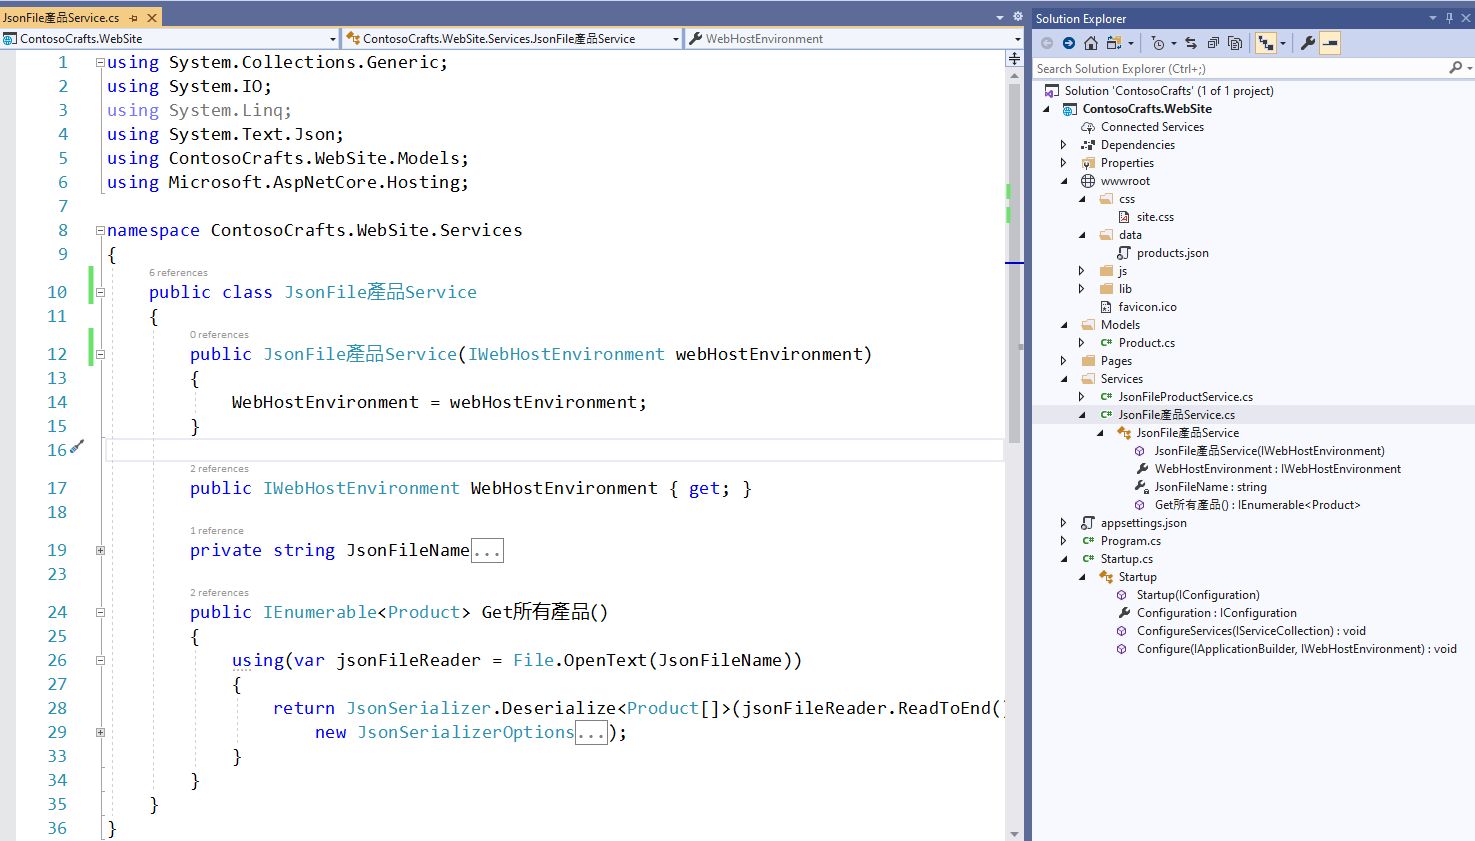 JsonFile產品Service.cs
ContosoCrafts.WebSite
ContosoCrafts.WebSite.Services.JsonFile產品Service
WebHostEnvironment
1 using System.Collections.Generic;
2 using System.IO;
3 using System.Linq;
4 using System.Text.Json;
5 using ContosoCrafts.WebSite.Models;
6 using Microsoft.AspNetCore.Hosting;
7
8 namespace ContosoCrafts.WebSite.Services
9 {
6 references
10 public class JsonFile產品Service
11 {
0 references
12 public JsonFile產品Service(IWebHostEnvironment webHostEnvironment)
13 {
14 WebHostEnvironment = webHostEnvironment;
15 }
16
2 references
17 public IWebHostEnvironment WebHostEnvironment { get; }
18
1 reference
19 private string JsonFileName...
23
2 references
24 public IEnumerable<Product> Get所有產品()
25 {
26 using(var jsonFileReader = File.OpenText(JsonFileName))
27 {
28 return JsonSerializer.Deserialize<Product[]>(jsonFileReader.ReadToEnd()
29 new JsonSerializerOptions...);
33 }
34 }
35 }
36 }
Solution Explorer
Search Solution Explorer (Ctrl+;)
Solution 'ContosoCrafts' (1 of 1 project)
ContosoCrafts.WebSite
Connected Services
Dependencies
Properties
wwwroot
css
site.css
data
products.json
js
lib
favicon.ico
Models
C# Product.cs
Pages
Services
C# JsonFileProductService.cs
C# JsonFile產品Service.cs
JsonFile產品Service
JsonFile產品Service(IWebHostEnvironment)
WebHostEnvironment : IWebHostEnvironment
JsonFileName : string
Get所有產品() : IEnumerable<Product>
appsettings.json
C# Program.cs
C# Startup.cs
Startup
Startup(IConfiguration)
Configuration : IConfiguration
ConfigureServices(IServiceCollection) : void
Configure(IApplicationBuilder, IWebHostEnvironment) : void